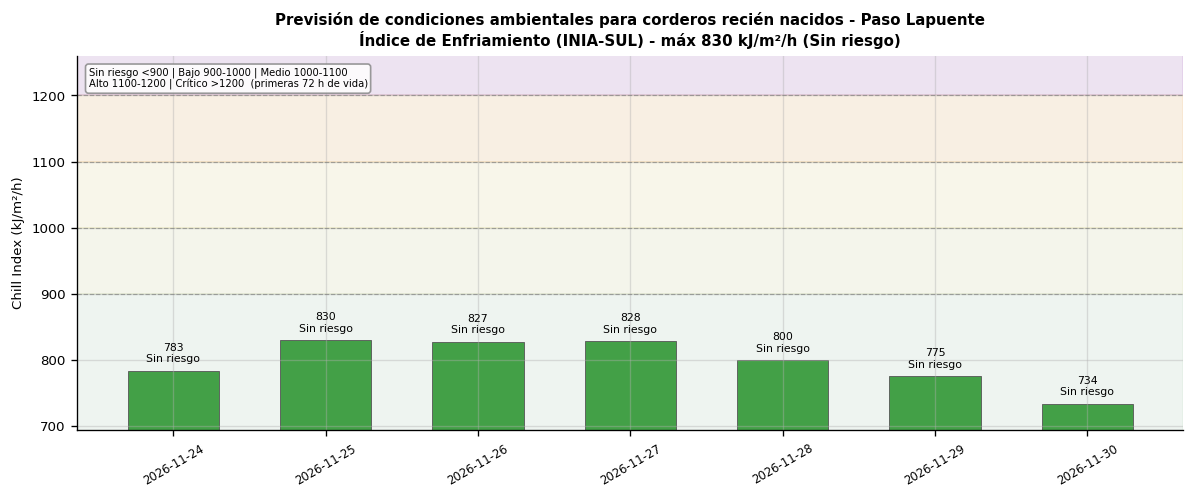 Previsión de condiciones ambientales para corderos recién nacidos - Paso Lapuente
Índice de Enfriamiento (INIA-SUL) - máx 830 kJ/m²/h (Sin riesgo)
Sin riesgo <900 | Bajo 900-1000 | Medio 1000-1100
Alto 1100-1200 | Crítico >1200  (primeras 72 h de vida)
Chill Index (kJ/m²/h)
1200
1100
1000
900
800
700
783
Sin riesgo
830
Sin riesgo
827
Sin riesgo
828
Sin riesgo
800
Sin riesgo
775
Sin riesgo
734
Sin riesgo
2026-11-24
2026-11-25
2026-11-26
2026-11-27
2026-11-28
2026-11-29
2026-11-30